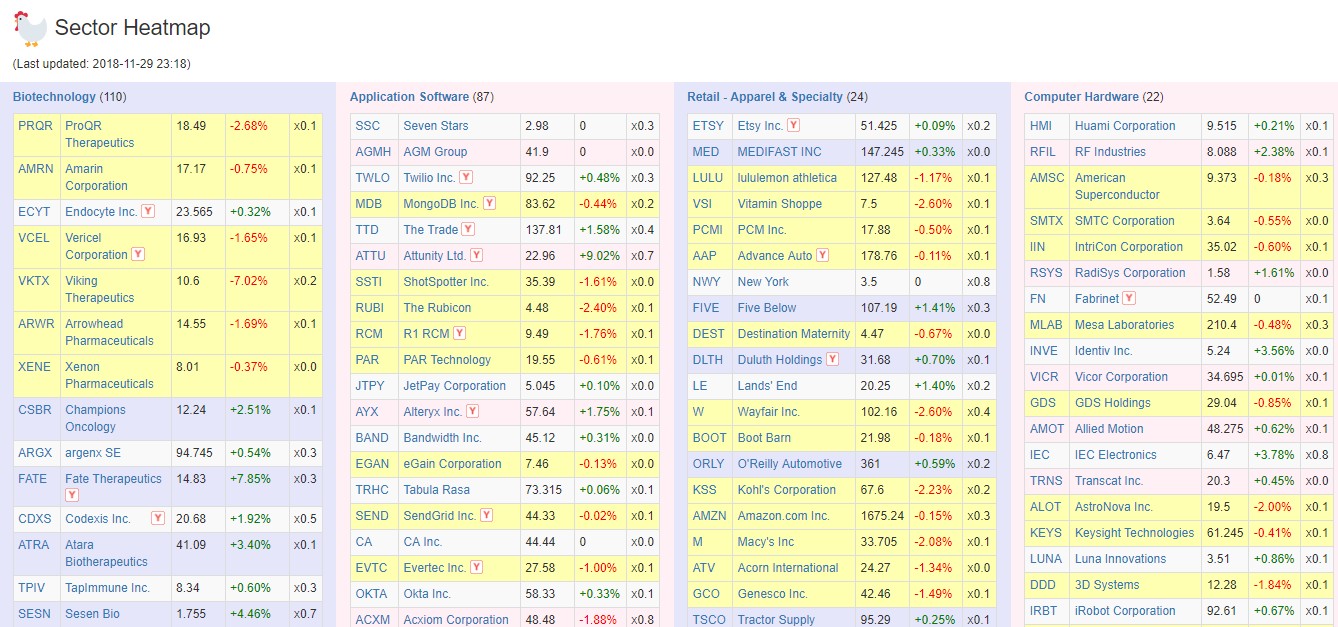 Sector Heatmap
(Last updated: 2018-11-29 23:18)
Biotechnology (110)
PRQR ProQR 18.49 -2.68% x0.1
Therapeutics
AMRN Amarin 17.17 -0.75% x0.1
Corporation
ECYT Endocyte Inc. Y 23.565 +0.32% x0.1
VCEL Vericel 16.93 -1.65% x0.1
Corporation Y
VKTX Viking 10.6 -7.02% x0.2
Therapeutics
ARWR Arrowhead 14.55 -1.69% x0.1
Pharmaceuticals
XENE Xenon 8.01 -0.37% x0.0
Pharmaceuticals
CSBR Champions 12.24 +2.51% x0.1
Oncology
ARGX argenx SE 94.745 +0.54% x0.3
FATE Fate Therapeutics 14.83 +7.85% x0.3
Y
CDXS Codexis Inc. Y 20.68 +1.92% x0.5
ATRA Atara 41.09 +3.40% x0.1
Biotherapeutics
TPIV TapImmune Inc. 8.34 +0.60% x0.3
SESN Sesen Bio 1.755 +4.46% x0.7
Application Software (87)
SSC Seven Stars 2.98 0 x0.3
AGMH AGM Group 41.9 0 x0.0
TWLO Twilio Inc. Y 92.25 +0.48% x0.3
MDB MongoDB Inc. Y 83.62 -0.44% x0.2
TTD The Trade Y 137.81 +1.58% x0.4
ATTU Attunity Ltd. Y 22.96 +9.02% x0.7
SSTI ShotSpotter Inc. 35.39 -1.61% x0.0
RUBI The Rubicon 4.48 -2.40% x0.1
RCM R1 RCM Y 9.49 -1.76% x0.1
PAR PAR Technology 19.55 -0.61% x0.1
JTPY JetPay Corporation 5.045 +0.10% x0.0
AYX Alteryx Inc. Y 57.64 +1.75% x0.1
BAND Bandwidth Inc. 45.12 +0.31% x0.0
EGAN eGain Corporation 7.46 -0.13% x0.0
TRHC Tabula Rasa 73.315 +0.06% x0.1
SEND SendGrid Inc. Y 44.33 -0.02% x0.1
CA CA Inc. 44.44 0 x0.0
EVTC Evertec Inc. Y 27.58 -1.00% x0.1
OKTA Okta Inc. 58.33 +0.33% x0.1
ACXM Acxiom Corporation 48.48 -1.88% x0.8
Retail - Apparel & Specialty (24)
ETSY Etsy Inc. Y 51.425 +0.09% x0.2
MED MEDIFAST INC 147.245 +0.33% x0.0
LULU lululemon athletica 127.48 -1.17% x0.1
VSI Vitamin Shoppe 7.5 -2.60% x0.1
PCMI PCM Inc. 17.88 -0.50% x0.1
AAP Advance Auto Y 178.76 -0.11% x0.1
NWY New York 3.5 0 x0.8
FIVE Five Below 107.19 +1.41% x0.3
DEST Destination Maternity 4.47 -0.67% x0.0
DLTH Duluth Holdings Y 31.68 +0.70% x0.1
LE Lands' End 20.25 +1.40% x0.2
W Wayfair Inc. 102.16 -2.60% x0.4
BOOT Boot Barn 21.98 -0.18% x0.1
ORLY O'Reilly Automotive 361 +0.59% x0.2
KSS Kohl's Corporation 67.6 -2.23% x0.2
AMZN Amazon.com Inc. 1675.24 -0.15% x0.3
M Macy's Inc 33.705 -2.08% x0.1
ATV Acorn International 24.27 -1.34% x0.0
GCO Genesco Inc. 42.46 -1.49% x0.1
TSCO Tractor Supply 95.29 +0.25% x0.1
Computer Hardware (22)
HMI Huami Corporation 9.515 +0.21% x0.1
RFIL RF Industries 8.088 +2.38% x0.1
AMSC American 9.373 -0.18% x0.3
Superconductor
SMTX SMTC Corporation 3.64 -0.55% x0.0
IIN IntriCon Corporation 35.02 -0.60% x0.1
RSYS RadiSys Corporation 1.58 +1.61% x0.0
FN Fabrinet Y 52.49 0 x0.1
MLAB Mesa Laboratories 210.4 -0.48% x0.3
INVE Identiv Inc. 5.24 +3.56% x0.0
VICR Vicor Corporation 34.695 +0.01% x0.1
GDS GDS Holdings 29.04 -0.85% x0.1
AMOT Allied Motion 48.275 +0.62% x0.1
IEC IEC Electronics 6.47 +3.78% x0.8
TRNS Transcat Inc. 20.3 +0.45% x0.0
ALOT AstroNova Inc. 19.5 -2.00% x0.1
KEYS Keysight Technologies 61.245 -0.41% x0.1
LUNA Luna Innovations 3.51 +0.86% x0.1
DDD 3D Systems 12.28 -1.84% x0.1
IRBT iRobot Corporation 92.61 +0.67% x0.1